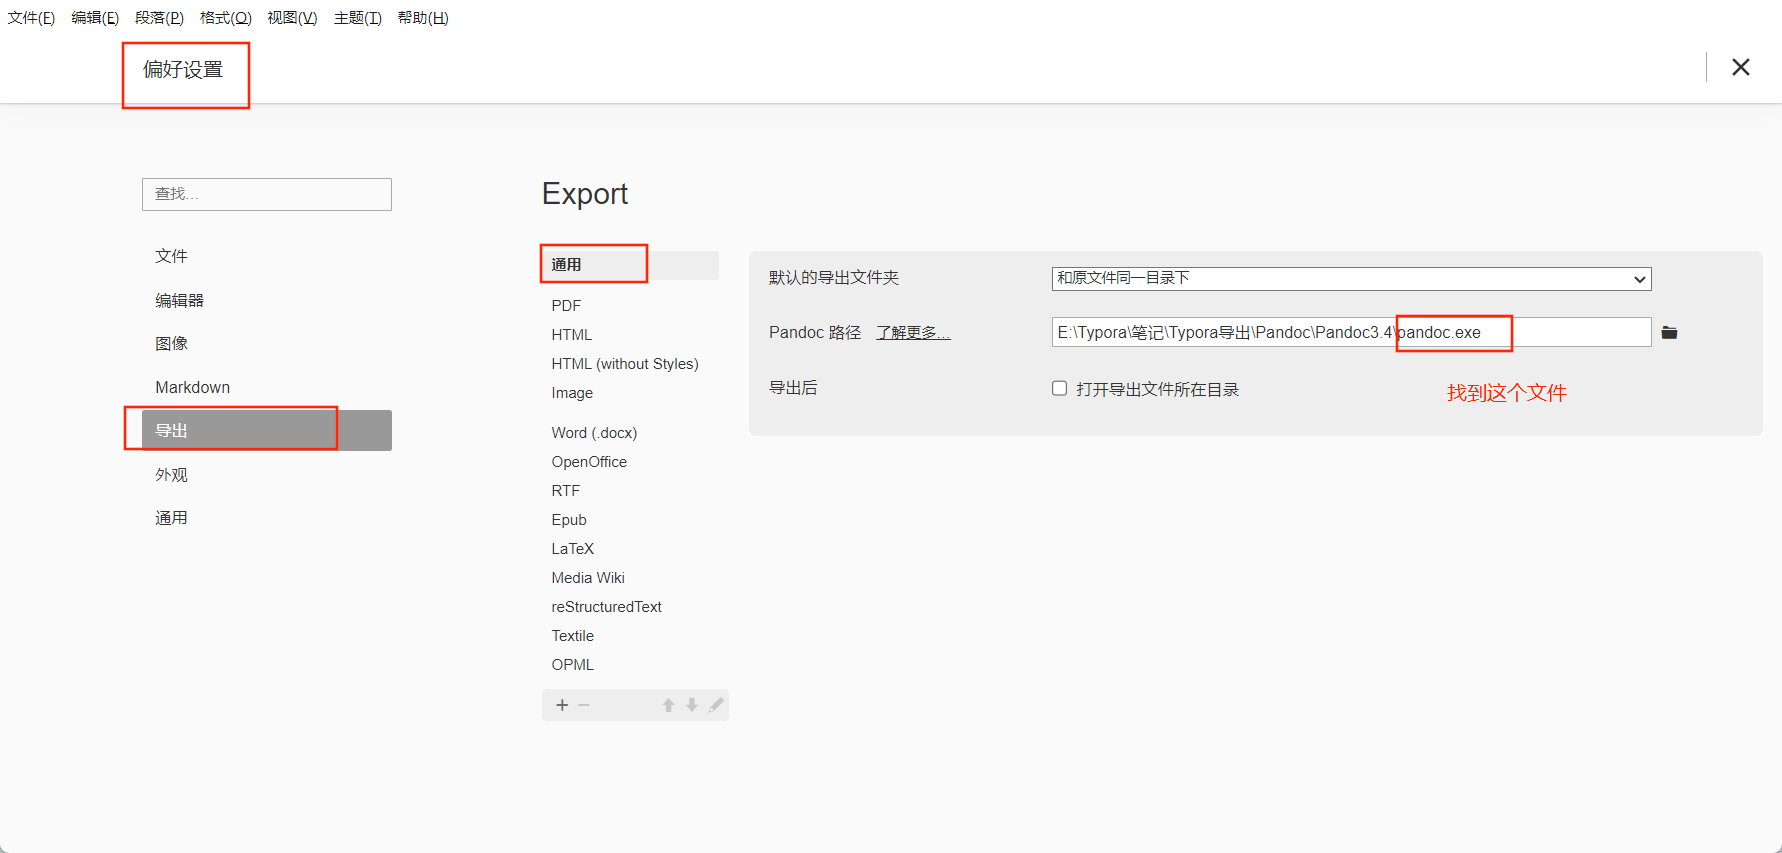 文件(F) 编辑(E) 段落(P) 格式(O) 视图(V) 主题(T) 帮助(H)
偏好设置
查找...
文件
编辑器
图像
Markdown
导出
外观
通用
Export
通用
PDF
HTML
HTML (without Styles)
Image
Word (.docx)
OpenOffice
RTF
Epub
LaTeX
Media Wiki
reStructuredText
Textile
OPML
默认的导出文件夹
和原文件同一目录下
Pandoc 路径 了解更多...
E:\Typora\笔记\Typora导出\Pandoc\Pandoc3.4\pandoc.exe
导出后
打开导出文件所在目录
找到这个文件